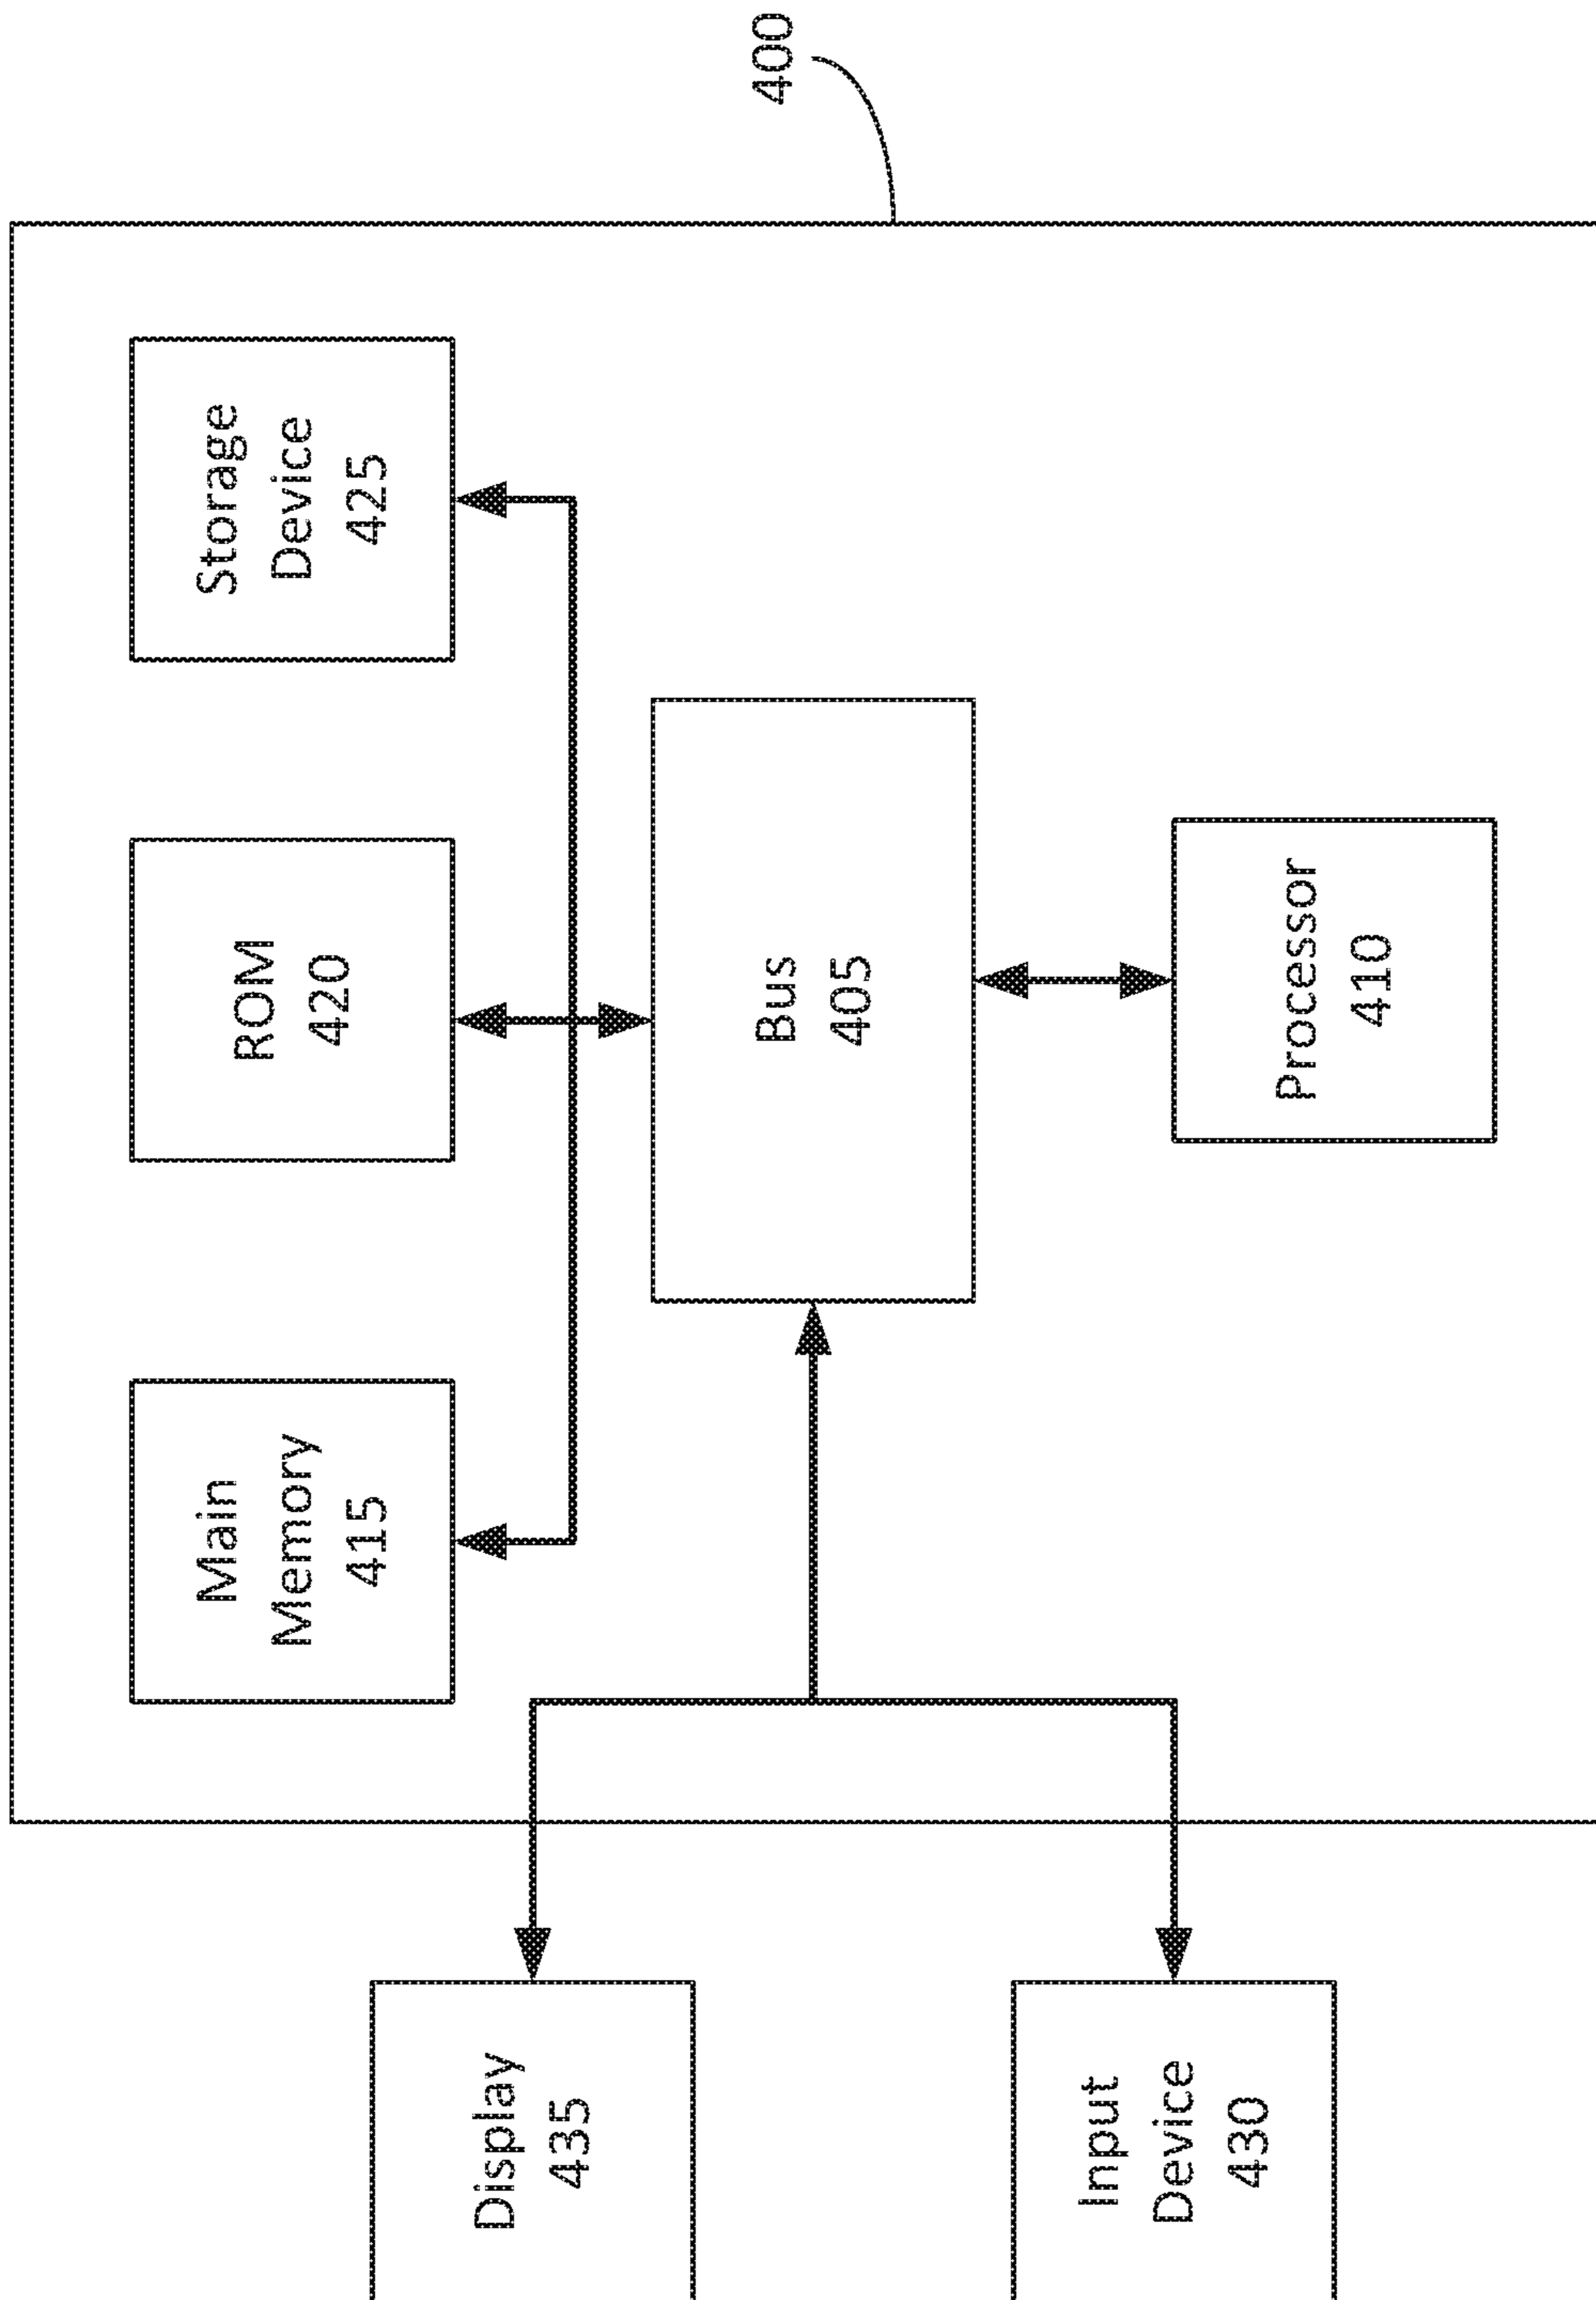 400
Main
Memory
415
ROM
420
Storage
Device
425
Display
435
Bus
405
Input
Device
430
Processor
410